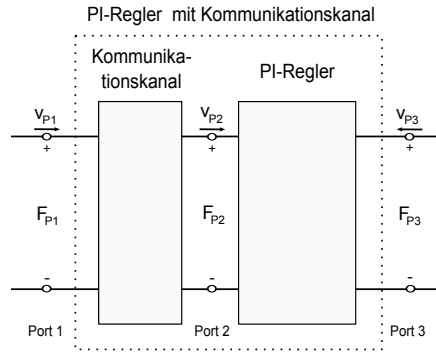 PI-Regler mit Kommunikationskanal
Kommunika-
tionskanal
PI-Regler
vP1
vP2
vP3
+
+
+
FP1
FP2
FP3
-
-
-
Port 1
Port 2
Port 3